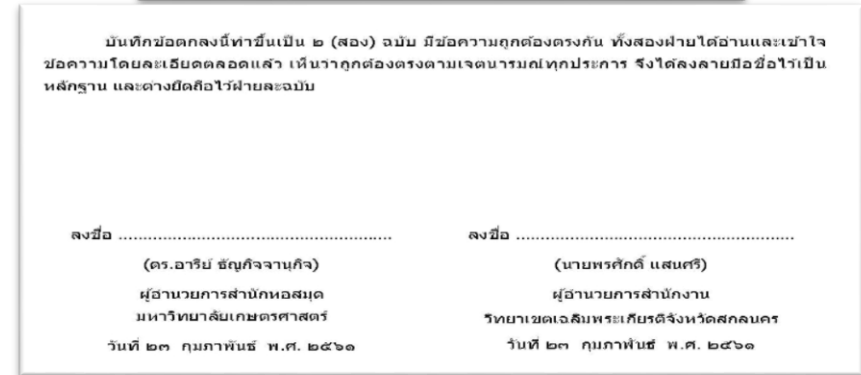 บันทึกข้อตกลงนี้ทำขึ้นเป็น ๒ (สอง) ฉบับ มีข้อความถูกต้องตรงกัน ทั้งสองฝ่ายได้อ่านและเข้าใจ
ข้อความโดยละเอียดตลอดแล้ว เห็นว่าถูกต้องตรงตามเจตนารมณ์ทุกประการ จึงได้ลงลายมือชื่อไว้เป็น
หลักฐาน และต่างยึดถือไว้ฝ่ายละฉบับ
ลงชื่อ ........................................................
ลงชื่อ ........................................................
(ดร.อารีย์ ธัญกิจจานุกิจ)
(นายพรศักดิ์ แสนศรี)
ผู้อำนวยการสำนักหอสมุด
ผู้อำนวยการสำนักงาน
มหาวิทยาลัยเกษตรศาสตร์
วิทยาเขตเฉลิมพระเกียรติจังหวัดสกลนคร
วันที่ ๒๓ กุมภาพันธ์ พ.ศ. ๒๕๖๑
วันที่ ๒๓ กุมภาพันธ์ พ.ศ. ๒๕๖๑